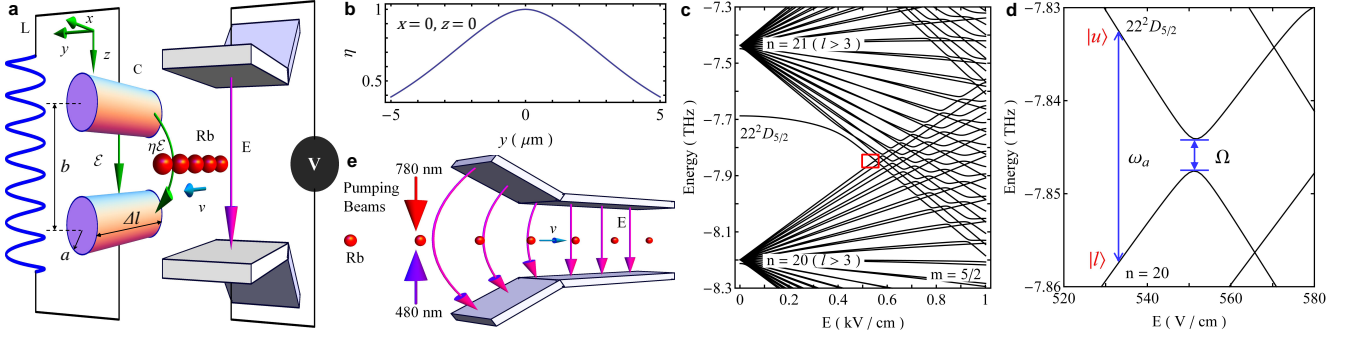 a
L
x
y
z
C
b
ℰ
ηℰ
Rb
E
V
v
Δl
a
b
x = 0, z = 0
η
1
0.5
−5
0
5
y ( μm )
e
780 nm
Pumping
Beams
Rb
480 nm
v
E
c
Energy ( THz )
−7.5
−7.7
−7.9
−8.1
−8.3
n = 21 ( l > 3 )
22²D₅/₂
n = 20 ( l > 3 )
m = 5/2
0
0.2
0.4
0.6
0.8
1
E ( kV / cm )
d
Energy ( THz )
−7.83
−7.84
−7.85
−7.86
|u⟩
22²D₅/₂
ωₐ
Ω
|l⟩
n = 20
520
540
560
580
E ( V / cm )